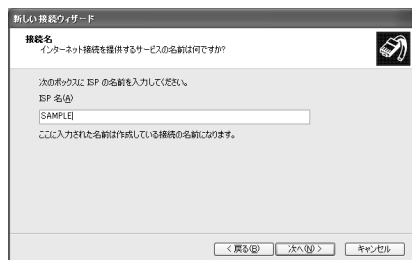 新しい接続ウィザード
接続名
インターネット接続を提供するサービスの名前は何ですか?
次のボックスに ISP の名前を入力してください。
ISP 名(A)
SAMPLE
ここに入力された名前は作成している接続の名前になります。
< 戻る(B) 次へ(N) > キャンセル